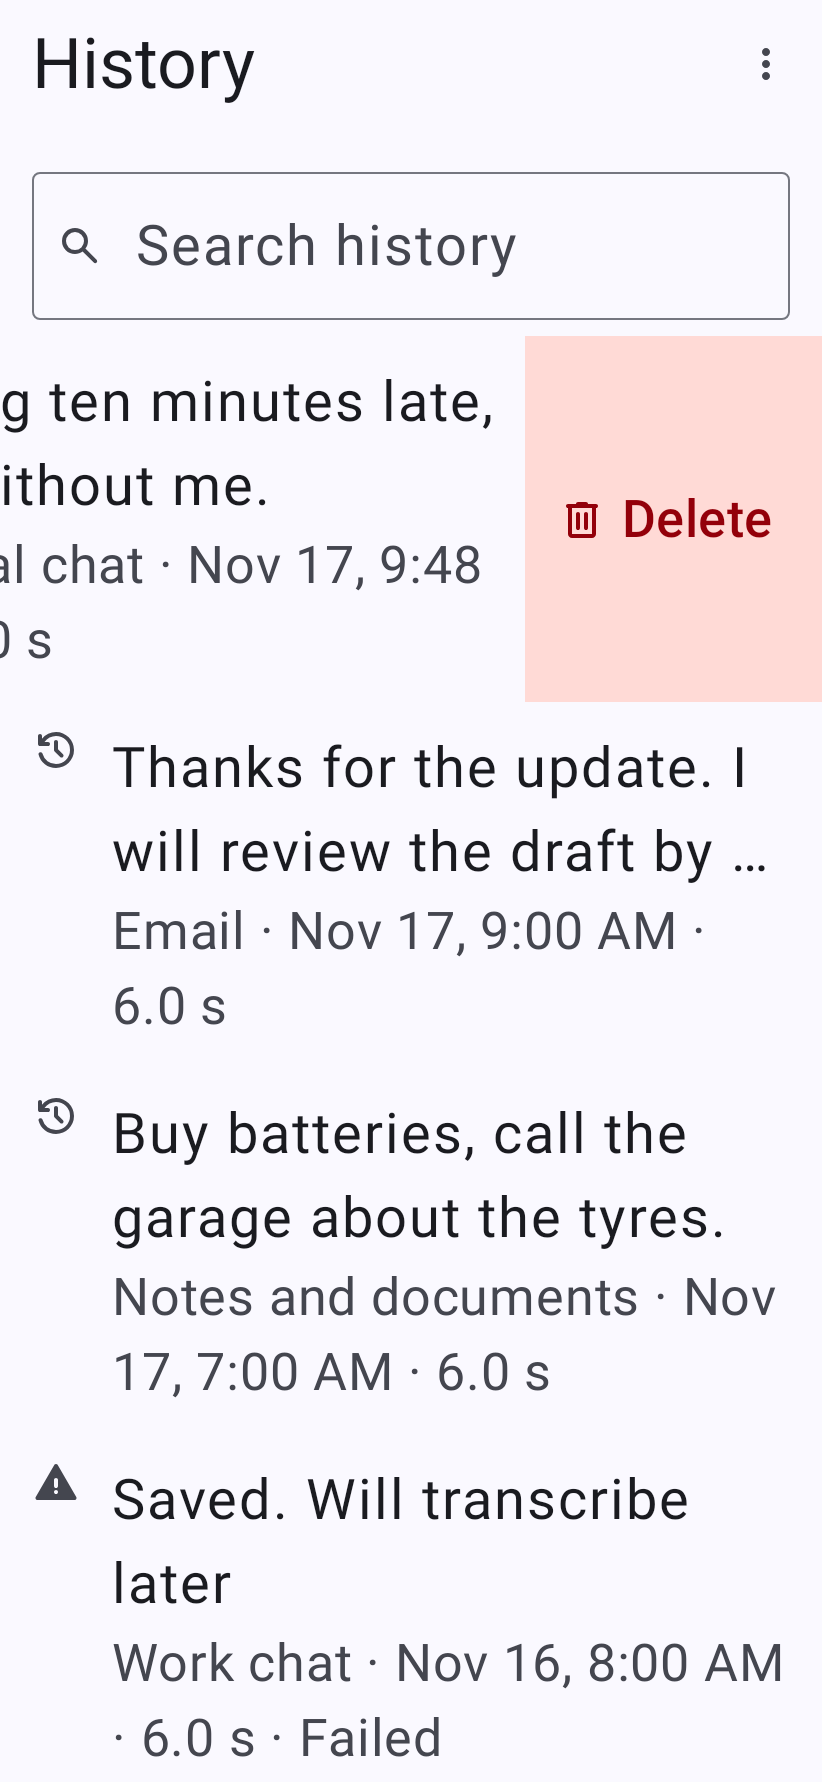 History
Search history
g ten minutes late,
ithout me.
al chat · Nov 17, 9:48
0 s
Delete
Thanks for the update. I
will review the draft by …
Email · Nov 17, 9:00 AM ·
6.0 s
Buy batteries, call the
garage about the tyres.
Notes and documents · Nov
17, 7:00 AM · 6.0 s
Saved. Will transcribe
later
Work chat · Nov 16, 8:00 AM
· 6.0 s · Failed